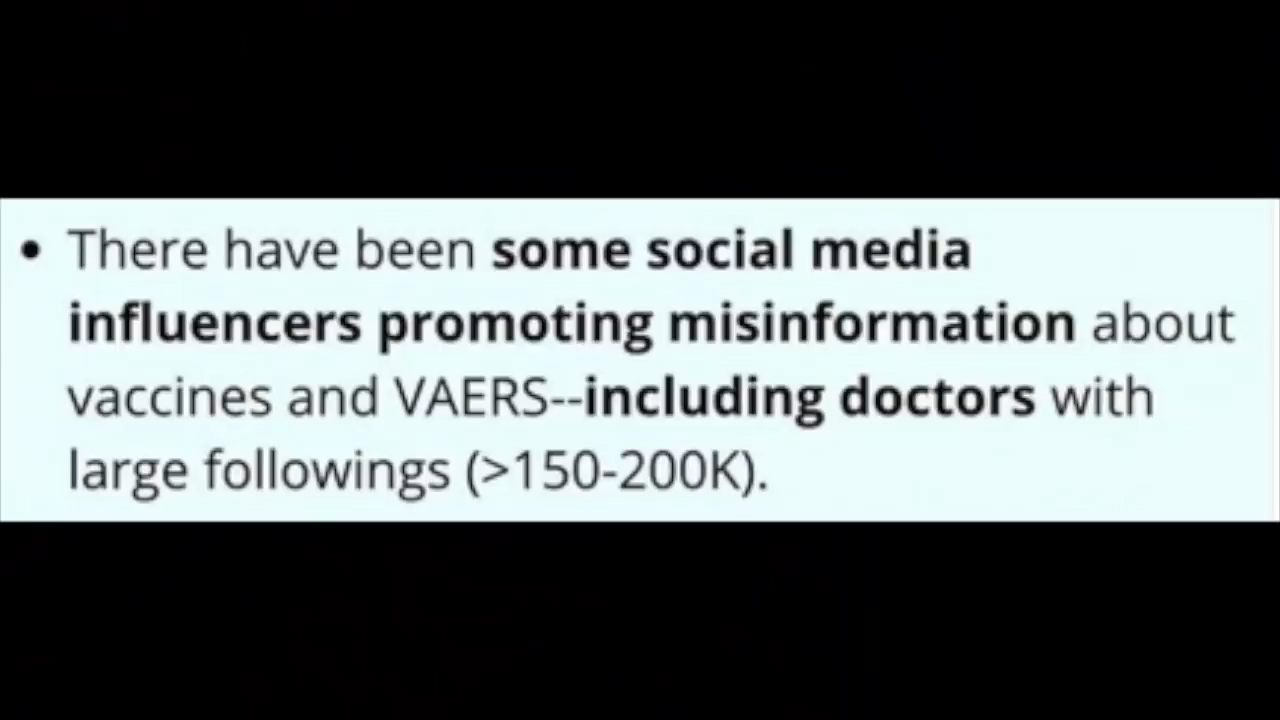 • There have been some social media
influencers promoting misinformation about
vaccines and VAERS--including doctors with
large followings (>150-200K).